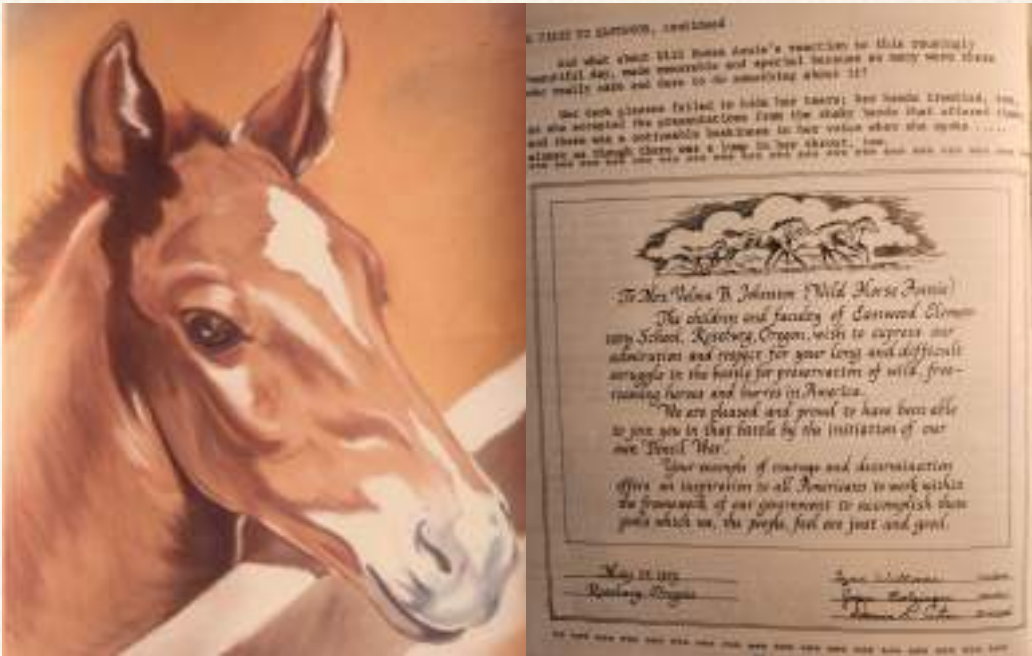 A VISIT TO EASTWOOD, continued
And what about Wild Horse Annie's reaction to this rousingly
beautiful day, made memorable and special because so many were there
who really care and dare to do something about it?
Her dark glasses failed to hide her tears; her hands trembled, too,
as she accepted the presentations from the shaky hands that offered them,
and there was a noticeable huskiness in her voice when she spoke .....
almost as though there was a lump in her throat, too.
To Mrs. Velma B. Johnston (Wild Horse Annie)
The children and faculty of Eastwood Elemen-
tary School, Roseburg, Oregon, wish to express our
admiration and respect for your long and difficult
struggle in the battle for preservation of wild, free-
roaming horses and burros in America.
We are pleased and proud to have been able
to join you in that battle by the initiation of our
own 'Pencil War.'
Your example of courage and determination
offers an inspiration to all Americans to work within
the framework of our government to accomplish those
goals which we, the people, feel are just and good.
May
Roseburg, Oregon